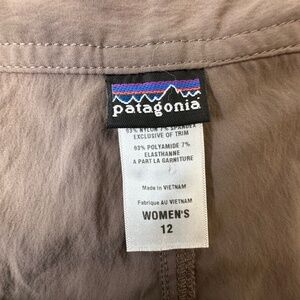 patagonia
93% NYLON 7% SPANDEX
EXCLUSIVE OF TRIM
93% POLYAMIDE 7%
ELASTHANNE
A PART LA GARNITURE
Made in VIETNAM
Fabrique AU VIETNAM
WOMEN'S
12